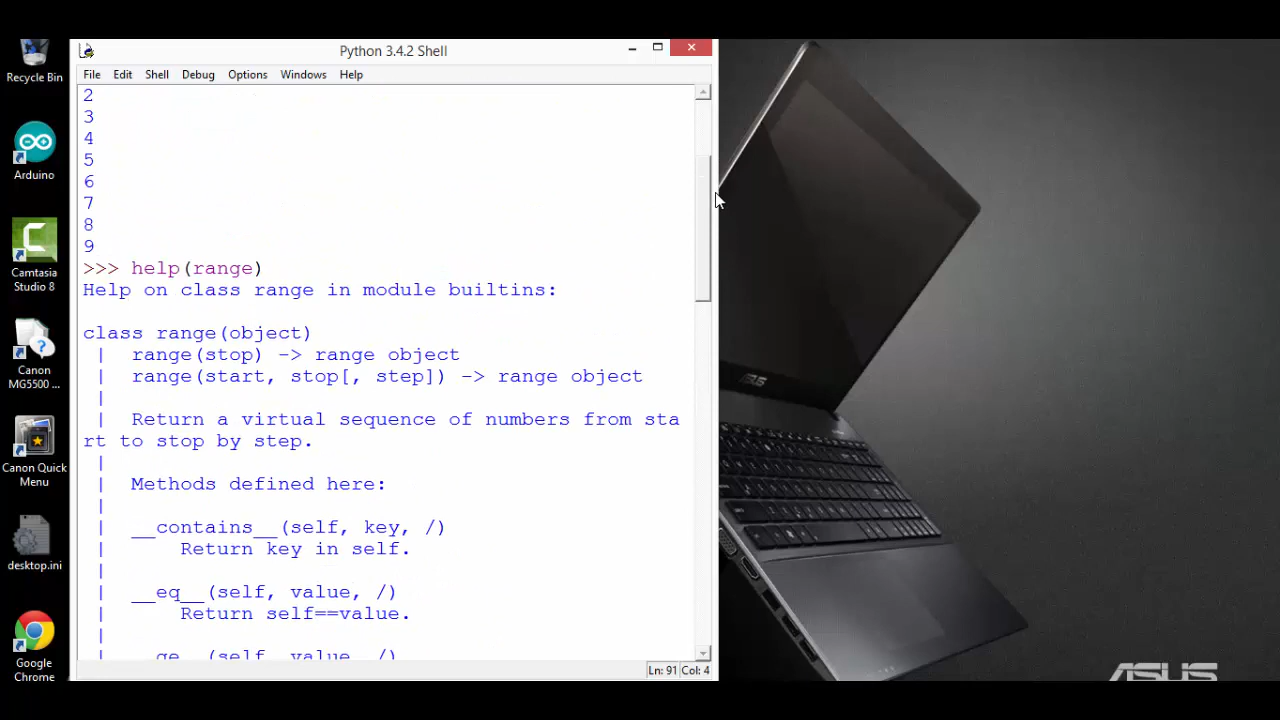 Recycle Bin
Arduino
Camtasia
Studio 8
Canon
MG5500 ...
Canon Quick
Menu
desktop.ini
Google
Chrome
Python 3.4.2 Shell
File Edit Shell Debug Options Windows Help
2
3
4
5
6
7
8
9
>>> help(range)
Help on class range in module builtins:
class range(object)
| range(stop) -> range object
| range(start, stop[, step]) -> range object
|
| Return a virtual sequence of numbers from sta
rt to stop by step.
|
| Methods defined here:
|
| __contains__(self, key, /)
| Return key in self.
|
| __eq__(self, value, /)
| Return self==value.
|
| __ge__(self, value, /)
Ln: 91 Col: 4
ASUS
ASUS